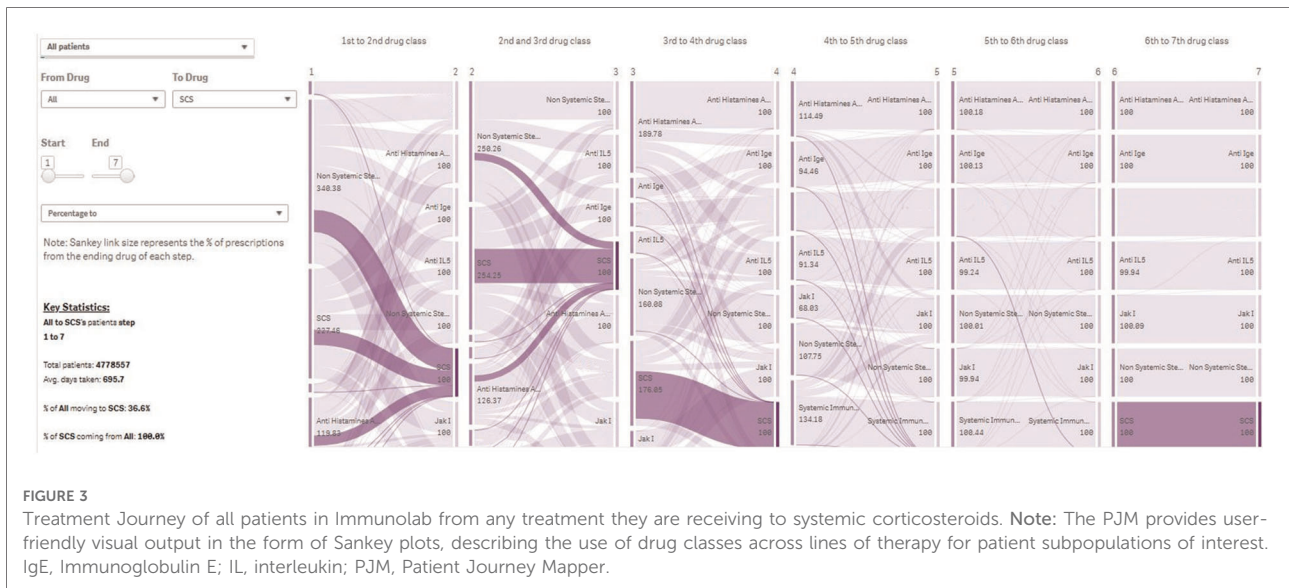 All patients
From Drug
To Drug
All
SCS
Start
End
1
7
Percentage to
Note: Sankey link size represents the % of prescriptions
from the ending drug of each step.
Key Statistics:
All to SCS's patients step
1 to 7
Total patients: 4778557
Avg. days taken: 695.7
% of All moving to SCS: 36.6%
% of SCS coming from All: 100.0%
1st to 2nd drug class
1
2
Non Systemic Ste...
340.38
SCS
227.46
Anti Histamines A...
119.83
Anti Histamines A...
100
Anti Ige
100
Anti IL5
100
Non Systemic Ste...
100
SCS
100
Jak I
100
2nd and 3rd drug class
2
3
Non Systemic Ste...
250.26
SCS
254.25
Anti Histamines A...
126.37
Non Systemic Ste...
100
Anti IL5
100
Anti Ige
100
SCS
100
Anti Histamines A...
100
Jak I
3rd to 4th drug class
3
4
Anti Histamines A...
189.78
Anti Ige
Anti IL5
Non Systemic Ste...
160.08
SCS
176.05
Jak I
Anti Histamines A...
100
Anti Ige
100
Anti IL5
100
Non Systemic Ste...
100
Jak I
100
SCS
100
4th to 5th drug class
4
5
Anti Histamines A...
114.49
Anti Ige
94.46
Anti IL5
91.34
Jak I
68.03
Non Systemic Ste...
107.75
Systemic Immun...
134.18
Anti Histamines A...
100
Anti Ige
100
Anti IL5
100
Jak I
100
Non Systemic Ste...
100
Systemic Immun...
100
5th to 6th drug class
5
6
Anti Histamines A...
100.18
Anti Ige
100.13
Anti IL5
99.24
Non Systemic Ste...
100.01
Jak I
99.94
Systemic Immun...
100.44
Anti Histamines A...
100
Anti Ige
100
Anti IL5
100
Non Systemic Ste...
100
Jak I
100
Systemic Immun...
100
6th to 7th drug class
6
7
Anti Histamines A...
100
Anti Ige
100
Anti IL5
99.94
Jak I
100.09
Non Systemic Ste...
100
SCS
100
Anti Histamines A...
100
Anti Ige
100
Anti IL5
100
Jak I
100
Non Systemic Ste...
100
SCS
100
FIGURE 3
Treatment Journey of all patients in Immunolab from any treatment they are receiving to systemic corticosteroids. Note: The PJM provides user-
friendly visual output in the form of Sankey plots, describing the use of drug classes across lines of therapy for patient subpopulations of interest.
IgE, Immunoglobulin E; IL, interleukin; PJM, Patient Journey Mapper.